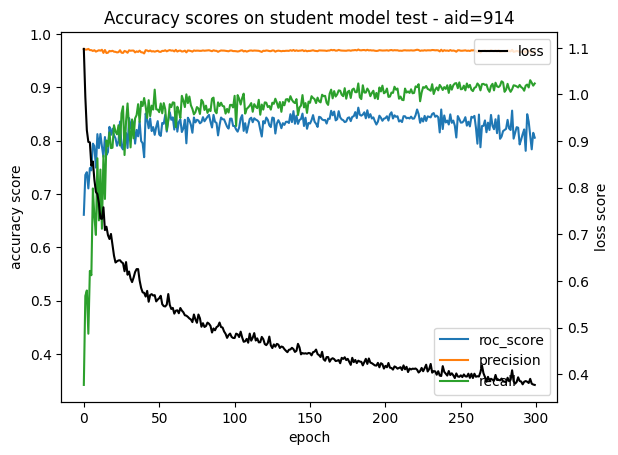 Accuracy scores on student model test - aid=914
1.0
0.9
0.8
0.7
0.6
0.5
0.4
accuracy score
0
50
100
150
200
250
300
epoch
1.1
1.0
0.9
0.8
0.7
0.6
0.5
0.4
loss score
loss
roc_score
precision
recall